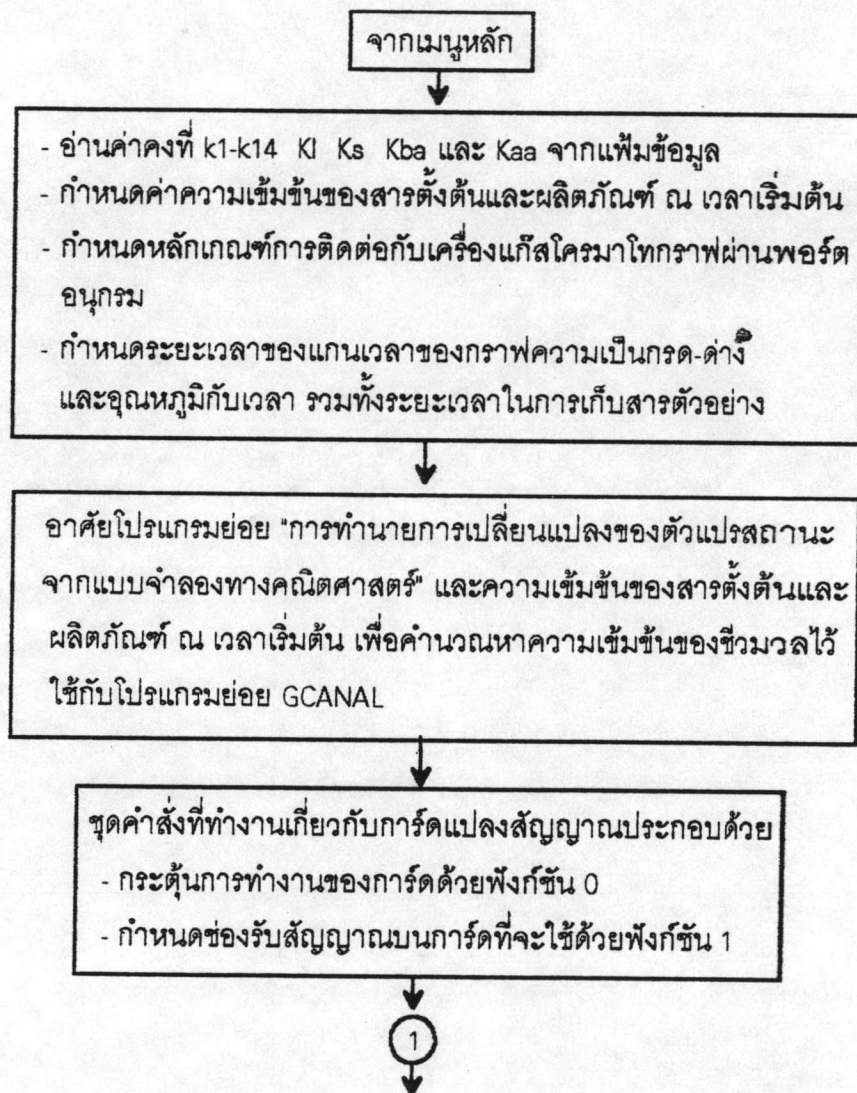 จากเมนูหลัก
- อ่านค่าคงที่ k1-k14 KI Ks Kba และ Kaa จากแฟ้มข้อมูล
- กำหนดค่าความเข้มข้นของสารตั้งต้นและผลิตภัณฑ์ ณ เวลาเริ่มต้น
- กำหนดหลักเกณฑ์การติดต่อกับเครื่องแก๊สโครมาโทกราฟผ่านพอร์ต
อนุกรม
- กำหนดระยะเวลาของแกนเวลาของกราฟความเป็นกรด-ด่าง
และอุณหภูมิกับเวลา รวมทั้งระยะเวลาในการเก็บสารตัวอย่าง
อาศัยโปรแกรมย่อย "การทำนายการเปลี่ยนแปลงของตัวแปรสถานะ
จากแบบจำลองทางคณิตศาสตร์" และความเข้มข้นของสารตั้งต้นและ
ผลิตภัณฑ์ ณ เวลาเริ่มต้น เพื่อคำนวณหาความเข้มข้นของชีวมวลไว้
ใช้กับโปรแกรมย่อย GCANAL
ชุดคำสั่งที่ทำงานเกี่ยวกับการ์ดแปลงสัญญาณประกอบด้วย
- กระตุ้นการทำงานของการ์ดด้วยฟังก์ชัน 0
- กำหนดช่องรับสัญญาณบนการ์ดที่จะใช้ด้วยฟังก์ชัน 1
1